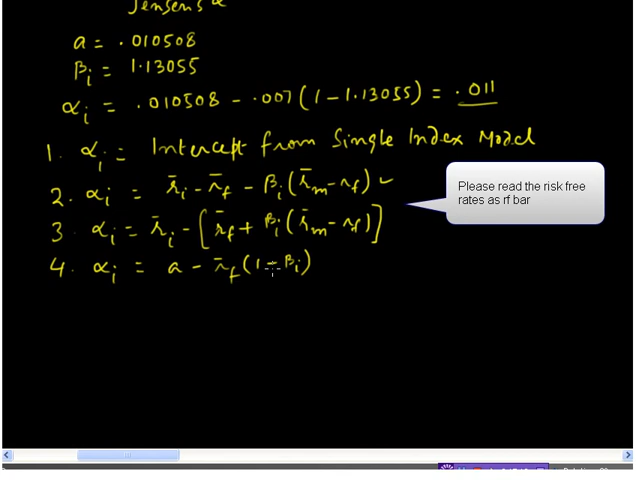 Jensens α
a = .010508
βi = 1.13055
αi = .010508 - .007 (1 - 1.13055) = .011
1. αi = Intercept from Single Index Model
2. αi = r̄i - r̄f - βi (r̄m - rf)
3. αi = r̄i - [r̄f + βi (r̄m - rf)]
4. αi = a - r̄f (1 - βi)
Please read the risk free
rates as rf bar